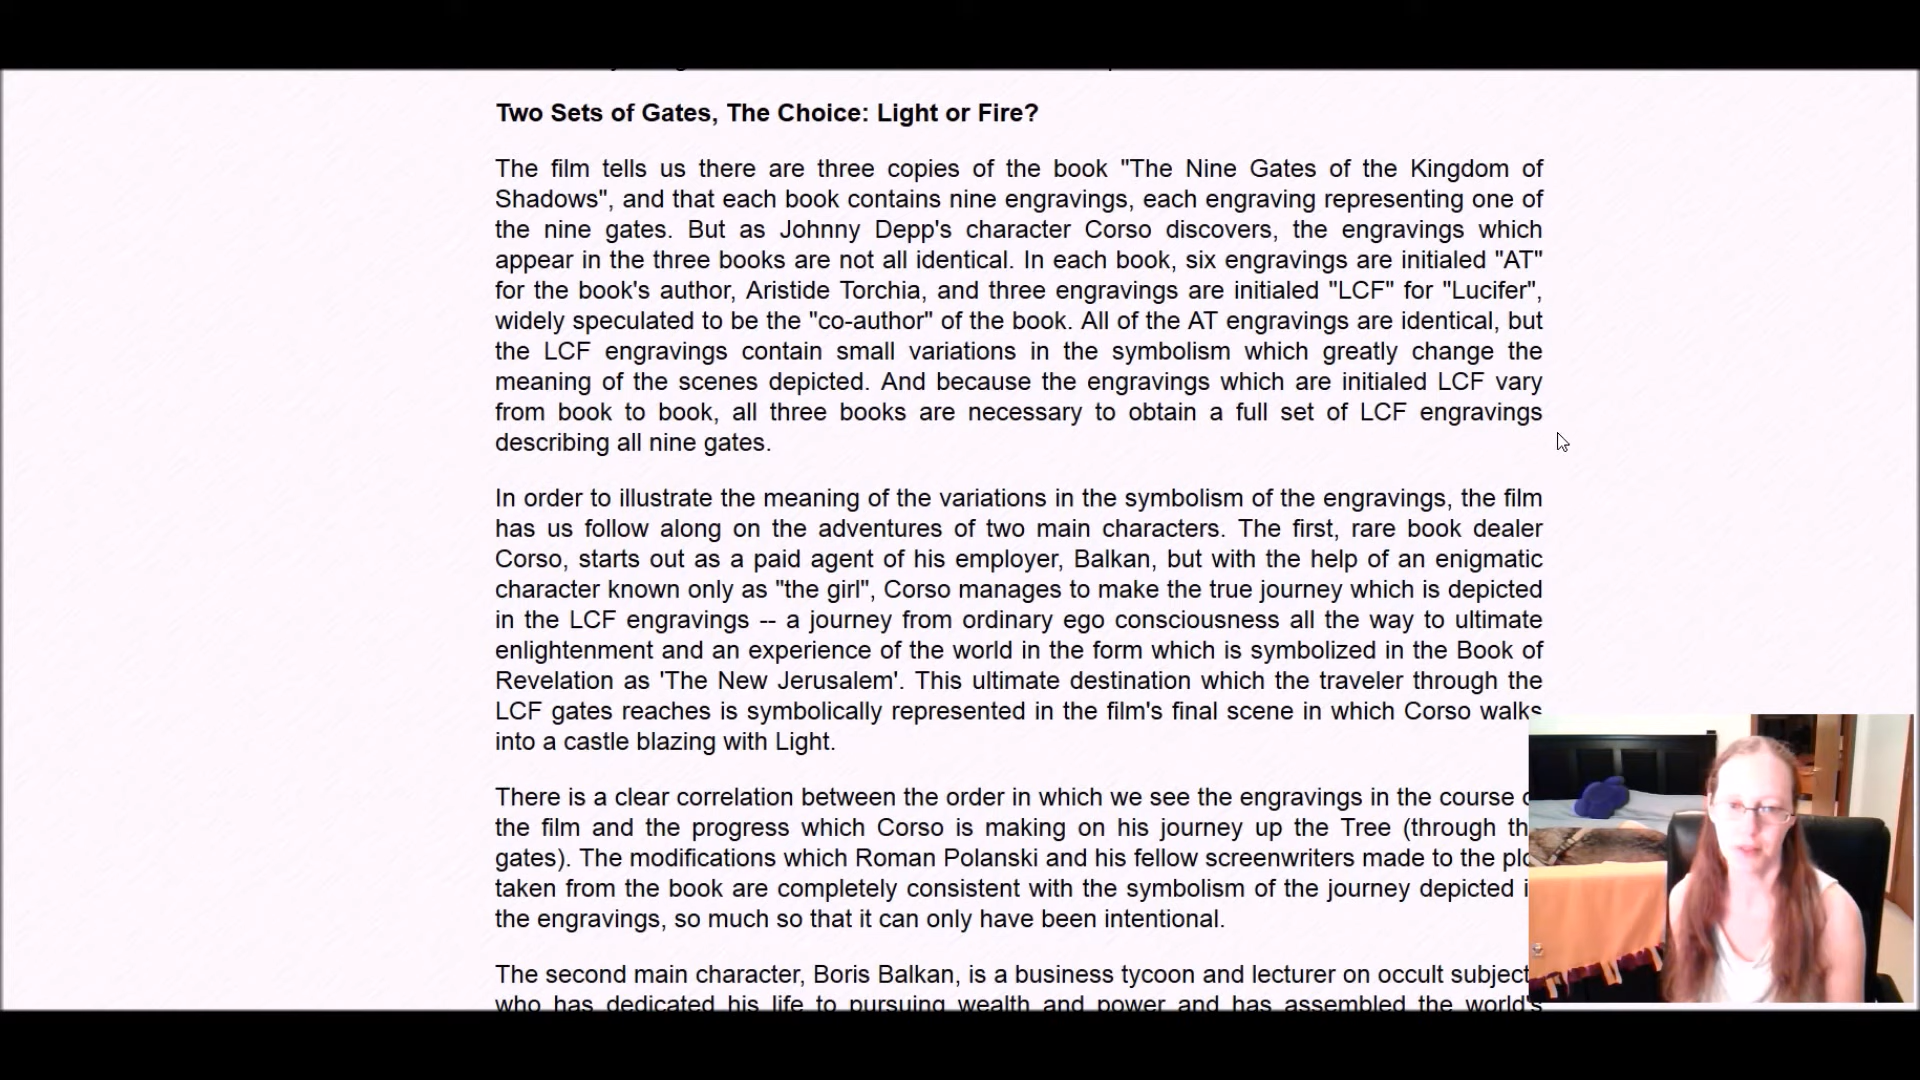 Two Sets of Gates, The Choice: Light or Fire?
The film tells us there are three copies of the book "The Nine Gates of the Kingdom of
Shadows", and that each book contains nine engravings, each engraving representing one of
the nine gates. But as Johnny Depp's character Corso discovers, the engravings which
appear in the three books are not all identical. In each book, six engravings are initialed "AT"
for the book's author, Aristide Torchia, and three engravings are initialed "LCF" for "Lucifer",
widely speculated to be the "co-author" of the book. All of the AT engravings are identical, but
the LCF engravings contain small variations in the symbolism which greatly change the
meaning of the scenes depicted. And because the engravings which are initialed LCF vary
from book to book, all three books are necessary to obtain a full set of LCF engravings
describing all nine gates.
In order to illustrate the meaning of the variations in the symbolism of the engravings, the film
has us follow along on the adventures of two main characters. The first, rare book dealer
Corso, starts out as a paid agent of his employer, Balkan, but with the help of an enigmatic
character known only as "the girl", Corso manages to make the true journey which is depicted
in the LCF engravings -- a journey from ordinary ego consciousness all the way to ultimate
enlightenment and an experience of the world in the form which is symbolized in the Book of
Revelation as 'The New Jerusalem'. This ultimate destination which the traveler through the
LCF gates reaches is symbolically represented in the film's final scene in which Corso walks
into a castle blazing with Light.
There is a clear correlation between the order in which we see the engravings in the course
the film and the progress which Corso is making on his journey up the Tree (through
gates). The modifications which Roman Polanski and his fellow screenwriters made to the
taken from the book are completely consistent with the symbolism of the journey depicted
the engravings, so much so that it can only have been intentional.
The second main character, Boris Balkan, is a business tycoon and lecturer on occult subject
who has dedicated his life to pursuing wealth and power and has assembled the world's